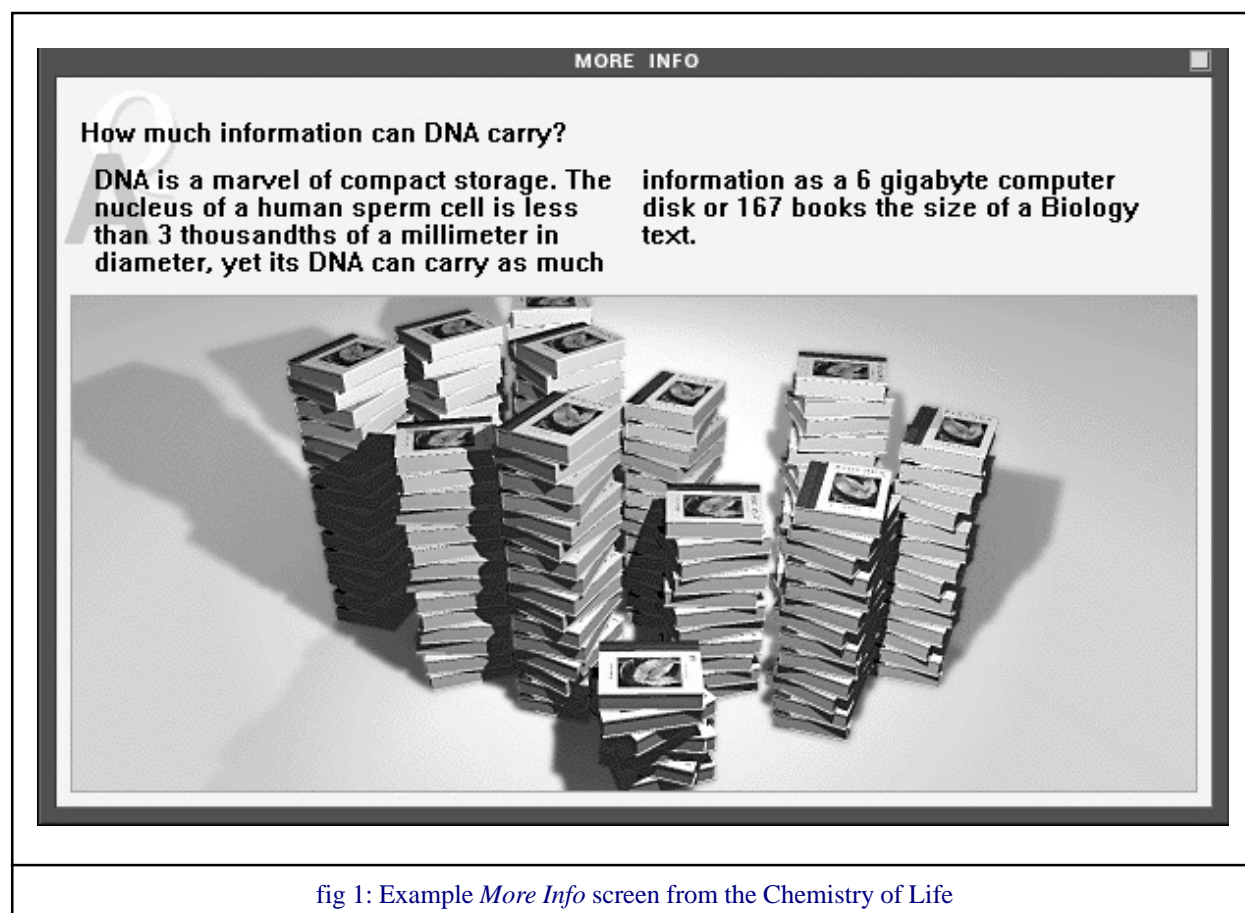 MORE INFO
How much information can DNA carry?
DNA is a marvel of compact storage. The
nucleus of a human sperm cell is less
than 3 thousandths of a millimeter in
diameter, yet its DNA can carry as much
information as a 6 gigabyte computer
disk or 167 books the size of a Biology
text.
fig 1: Example More Info screen from the Chemistry of Life